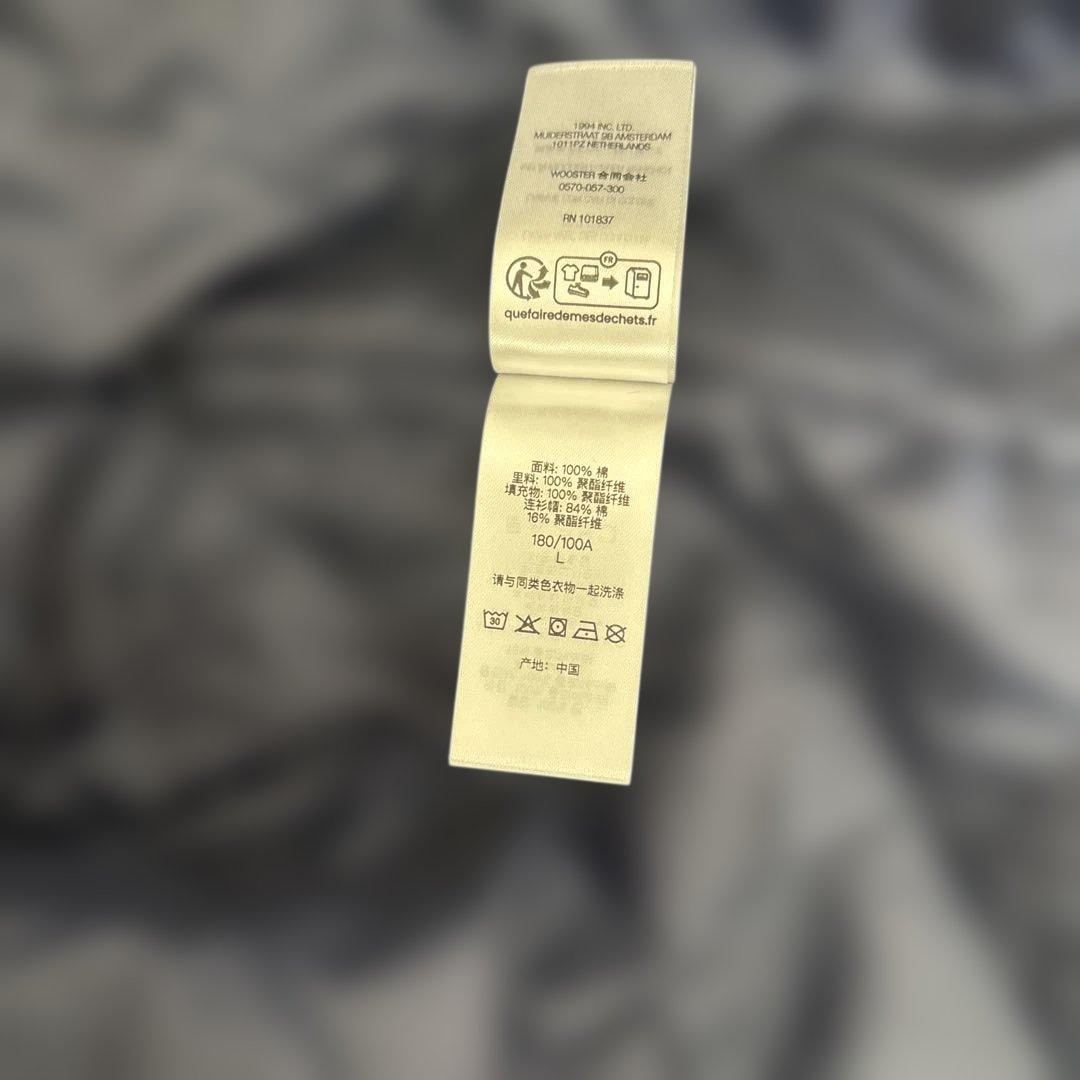 1994 INC. LTD.
MUIDERSTRAAT 9B AMSTERDAM
1011PZ NETHERLANDS
WOOSTER 合同会社
0570-057-300
RN 101837
FR
quefairedemesdechets.fr
面料: 100% 棉
里料: 100% 聚酯纤维
填充物: 100% 聚酯纤维
连衫帽: 84% 棉
16% 聚酯纤维
180/100A
L
请与同类色衣物一起洗涤
30
产地: 中国